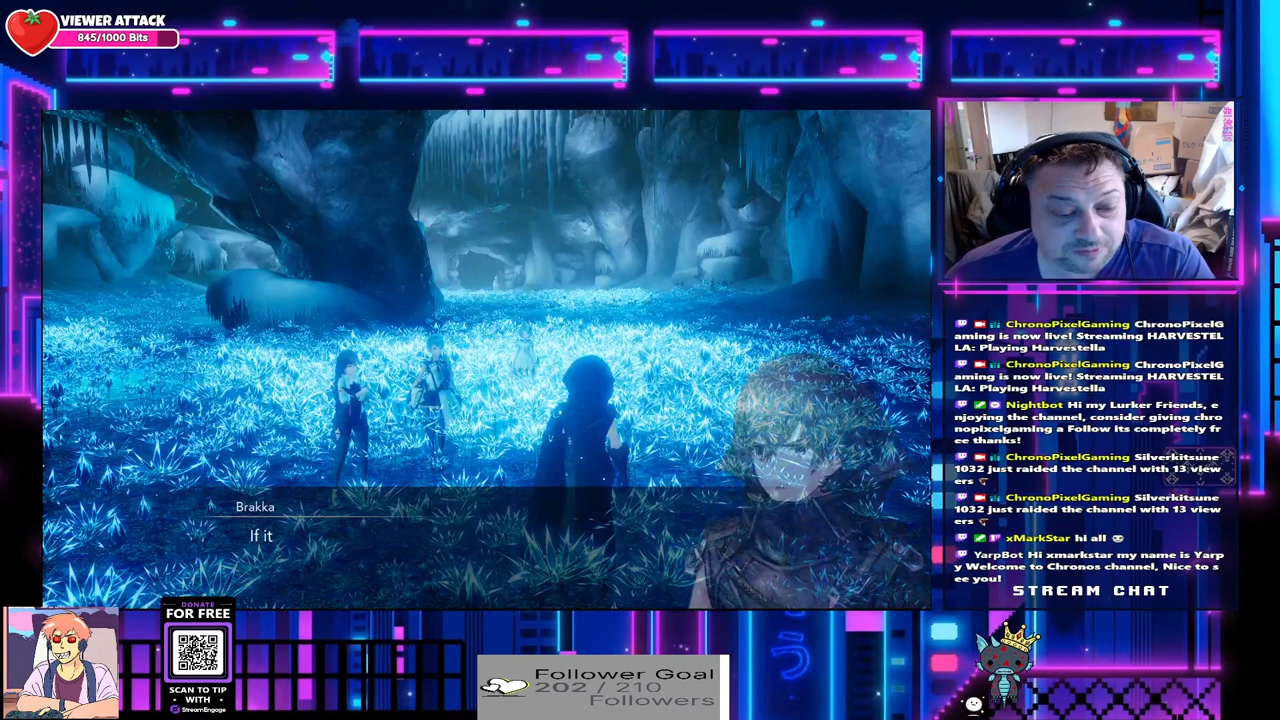 VIEWER ATTACK
845/1000 Bits
Brakka
If it
ChronoPixelGaming ChronoPixelG
aming is now live! Streaming HARVESTEL
LA: Playing Harvestella
ChronoPixelGaming ChronoPixelG
aming is now live! Streaming HARVESTEL
LA: Playing Harvestella
Nightbot Hi my Lurker Friends, e
njoying the channel, consider giving chr
onopixelgaming a Follow its completely fr
ee thanks!
ChronoPixelGaming Silverkitsune
1032 just raided the channel with 13 view
ers
ChronoPixelGaming Silverkitsune
1032 just raided the channel with 13 view
ers
xMarkStar hi all
YarpBot Hi xmarkstar my name is Yarp
y Welcome to Chronos channel, Nice to s
ee you!
STREAM CHAT
DONATE
FOR FREE
SCAN TO TIP
WITH
StreamEngage
Follower Goal
202 / 210
Followers
う